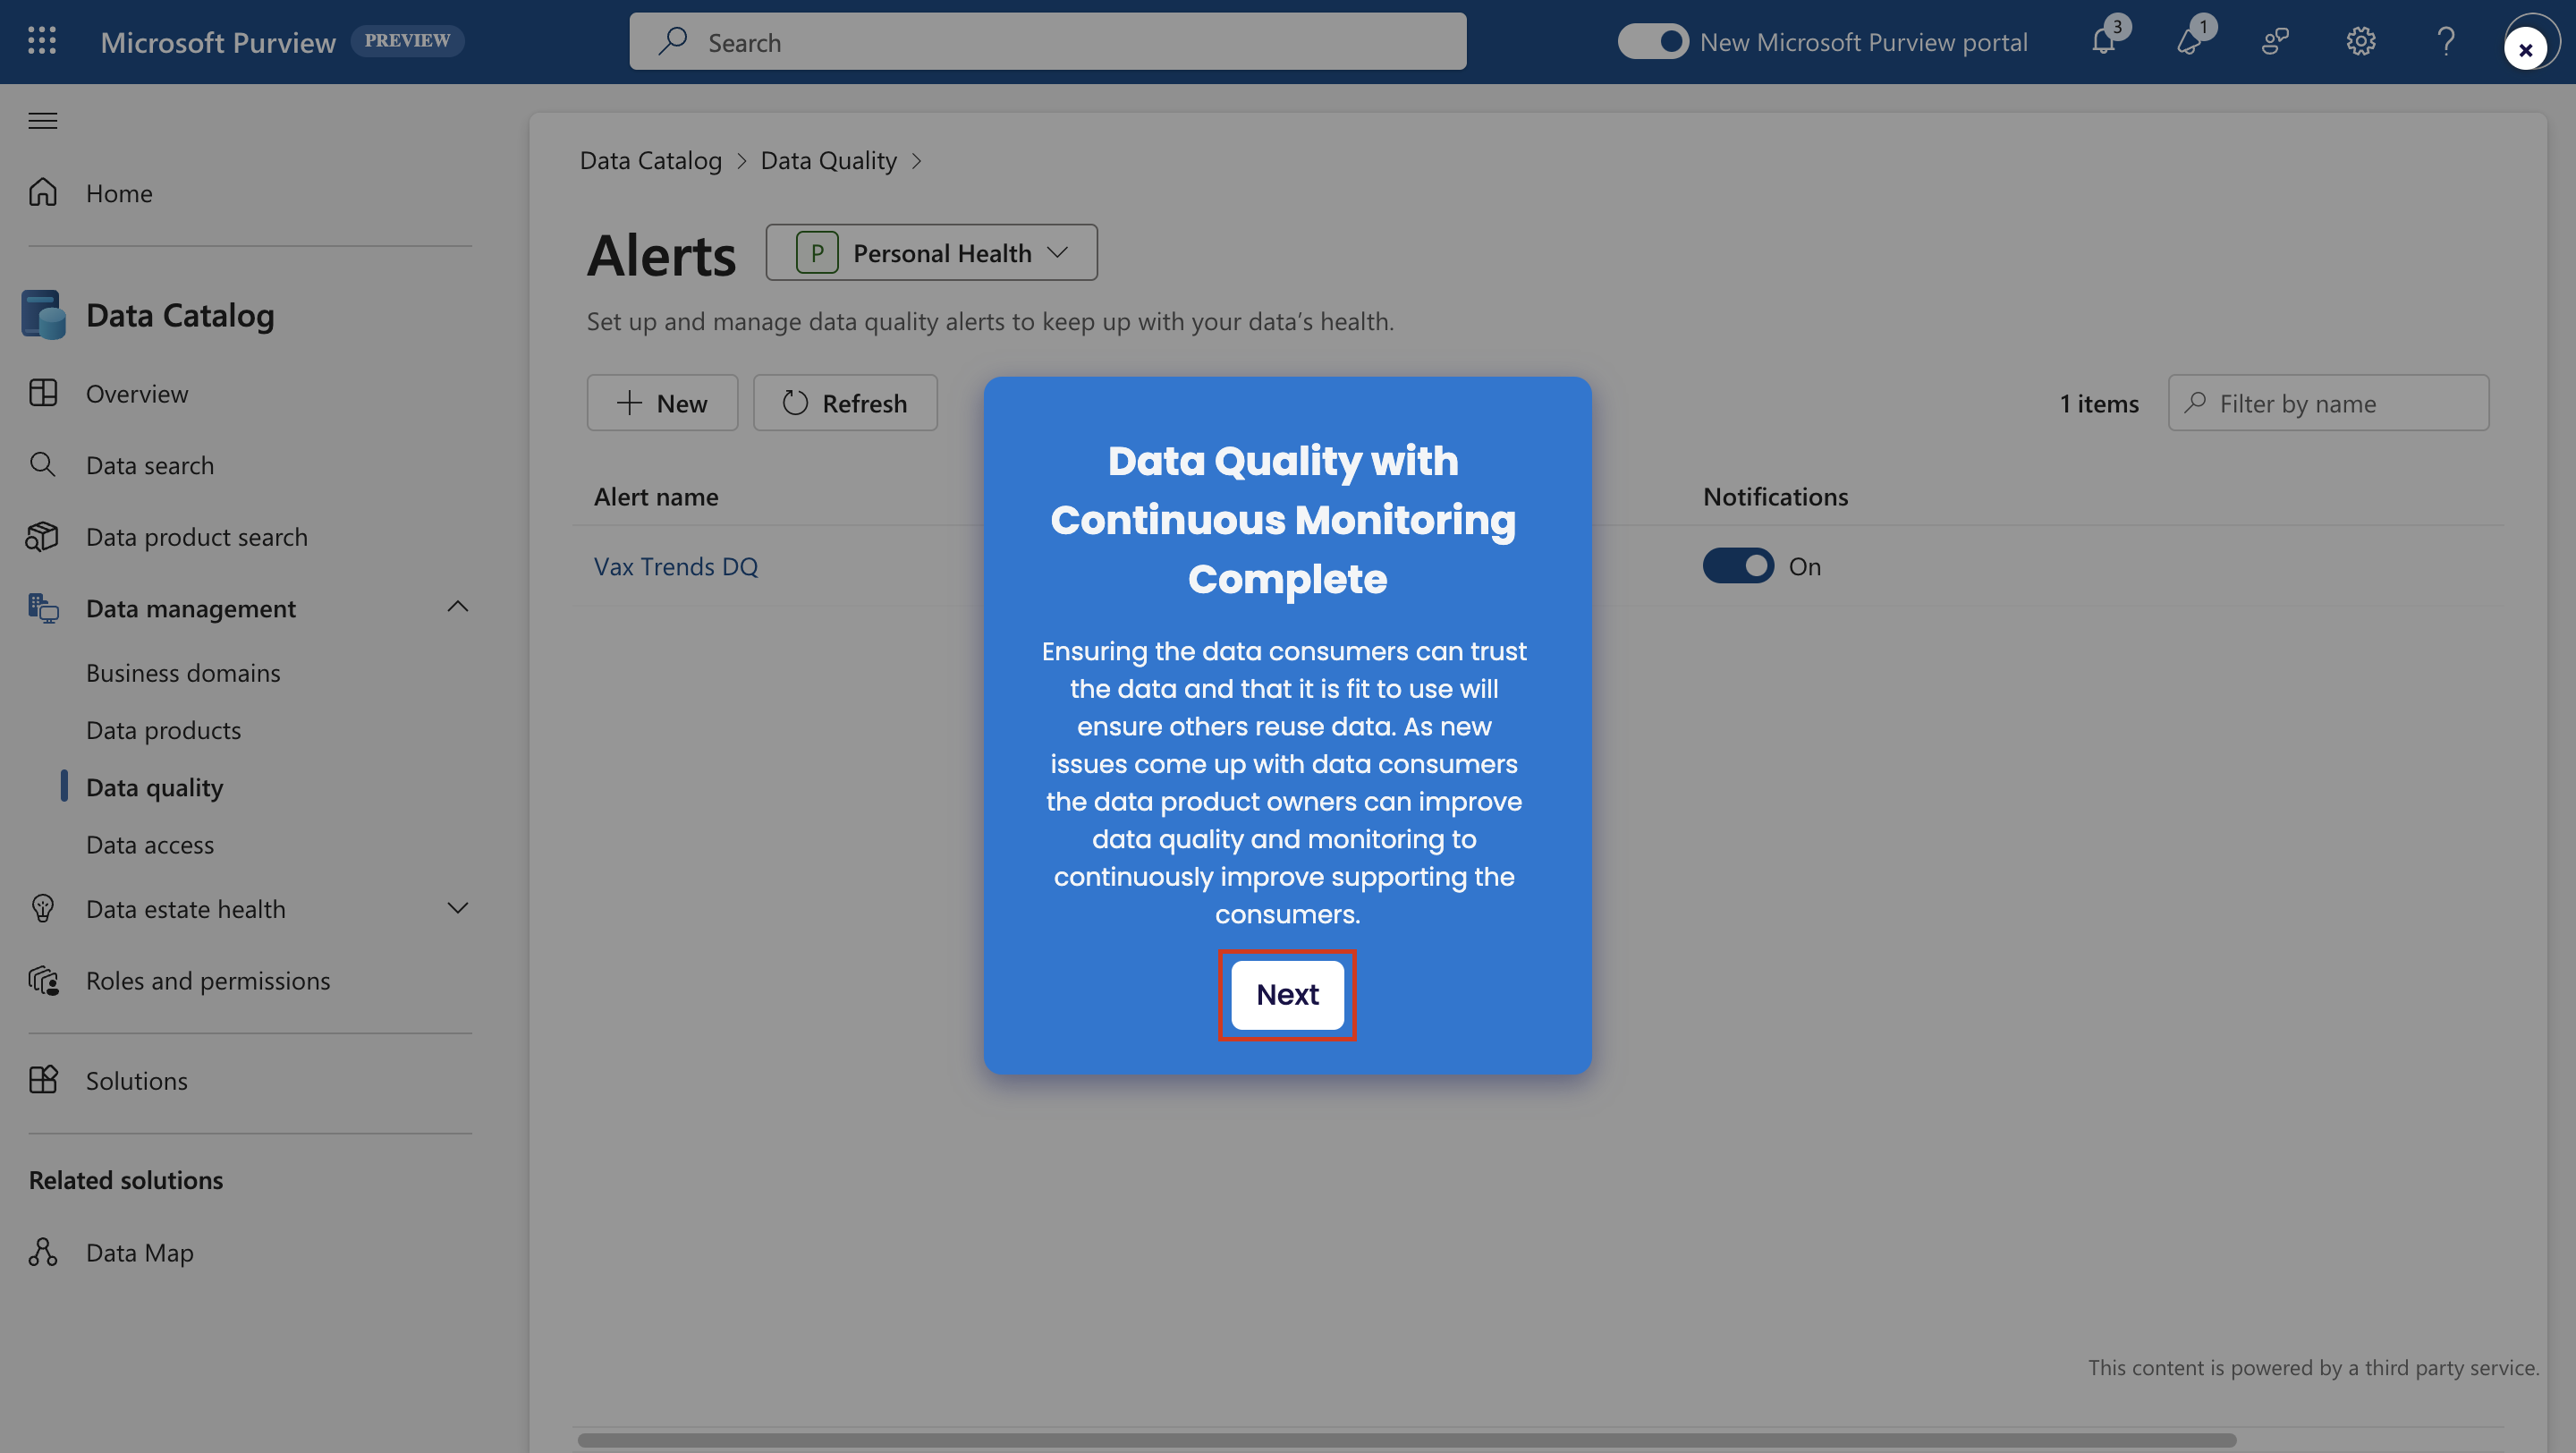 Microsoft Purview PREVIEW
Search
New Microsoft Purview portal
3
1
Home
Data Catalog
Overview
Data search
Data product search
Data management
Business domains
Data products
Data quality
Data access
Data estate health
Roles and permissions
Solutions
Related solutions
Data Map
Data Catalog > Data Quality >
Alerts
P Personal Health
Set up and manage data quality alerts to keep up with your data’s health.
New Refresh
1 items
Filter by name
Alert name Notifications
Vax Trends DQ On
Data Quality with
Continuous Monitoring
Complete
Ensuring the data consumers can trust
the data and that it is fit to use will
ensure others reuse data. As new
issues come up with data consumers
the data product owners can improve
data quality and monitoring to
continuously improve supporting the
consumers.
Next
This content is powered by a third party service.